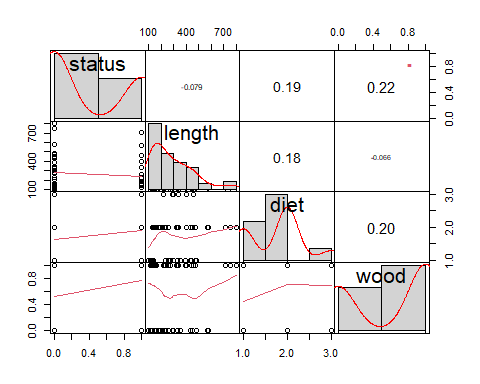 100 400 700 0.0 0.4 0.8
status -0.079 0.19 0.22 0.0 0.4 0.8
100 400 700 length 0.18 -0.066
diet 0.20 1.0 2.0 3.0
0.0 0.4 0.8 wood
0.0 0.4 0.8 100 400 700 1.0 2.0 3.0